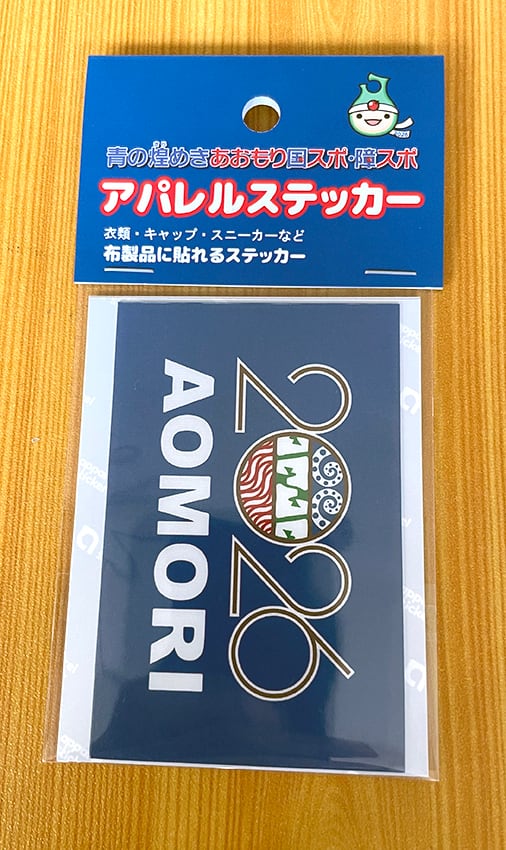 青の煌めきあおもり国スポ・障スポ
アパレルステッカー
衣類・キャップ・スニーカーなど
布製品に貼れるステッカー
2026
AOMORI